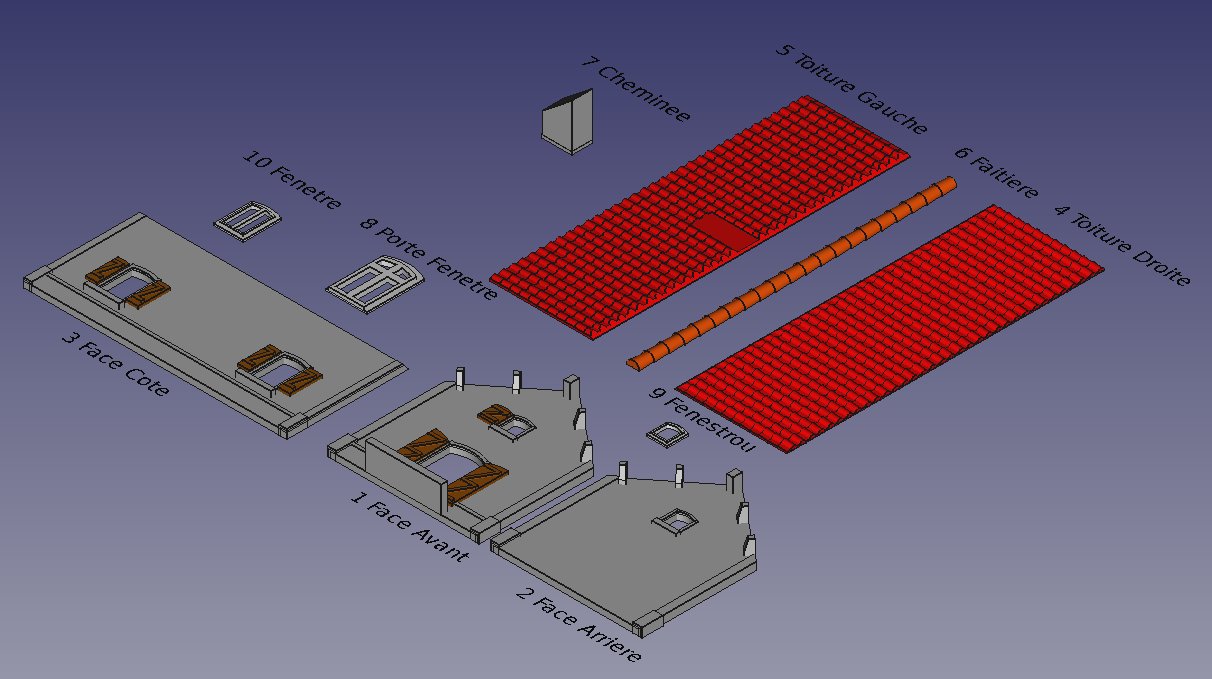 5 Toiture Gauche
7 Cheminee
6 Faitiere
10 Fenetre
4 Toiture Droite
8 Porte Fenetre
3 Face Cote
9 Fenestrou
1 Face Avant
2 Face Arriere